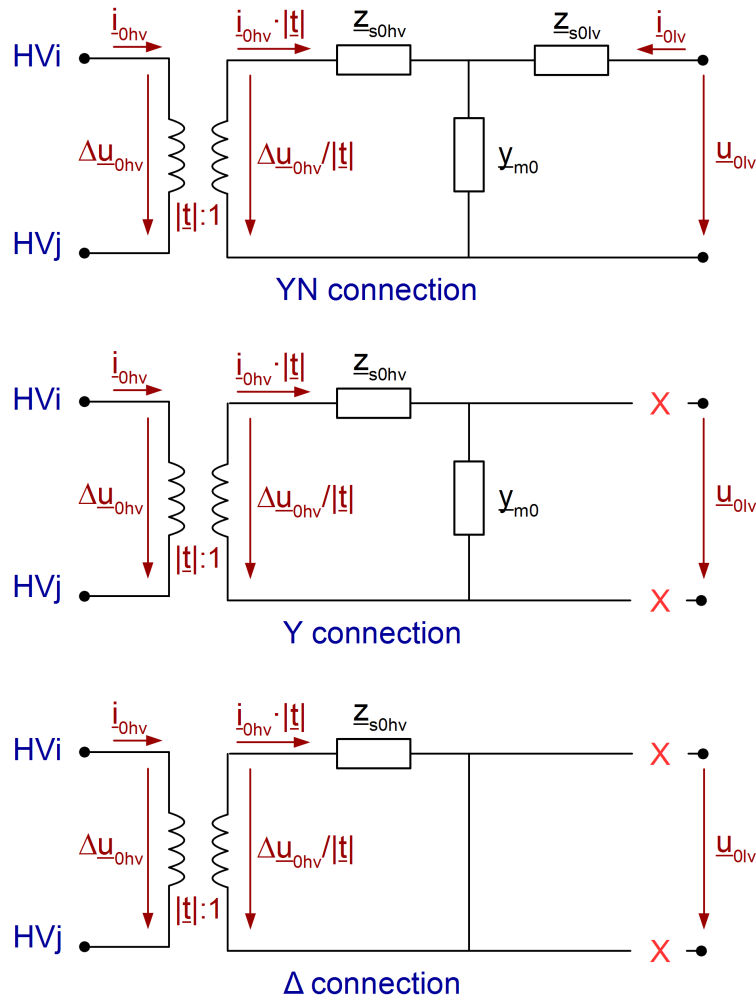 i0hv i0hv·|t| zs0hv zs0lv i0lv
HVi
Δu0hv Δu0hv/|t| ym0 u0lv
|t|:1
HVj
YN connection
i0hv i0hv·|t| zs0hv
HVi X
Δu0hv Δu0hv/|t| ym0 u0lv
|t|:1
HVj X
Y connection
i0hv i0hv·|t| zs0hv
HVi X
Δu0hv Δu0hv/|t| u0lv
|t|:1
HVj X
Δ connection